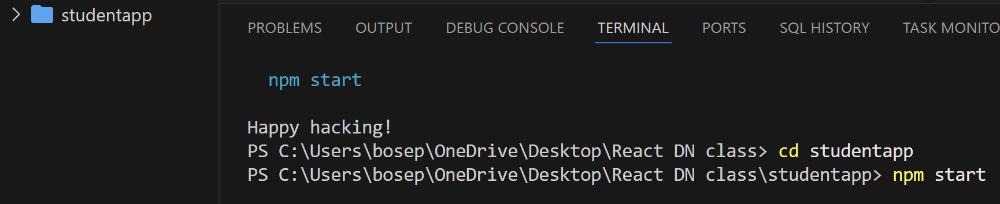 studentapp
PROBLEMS OUTPUT DEBUG CONSOLE TERMINAL PORTS SQL HISTORY TASK MONITO
npm start
Happy hacking!
PS C:\Users\bosep\OneDrive\Desktop\React DN class> cd studentapp
PS C:\Users\bosep\OneDrive\Desktop\React DN class\studentapp> npm start